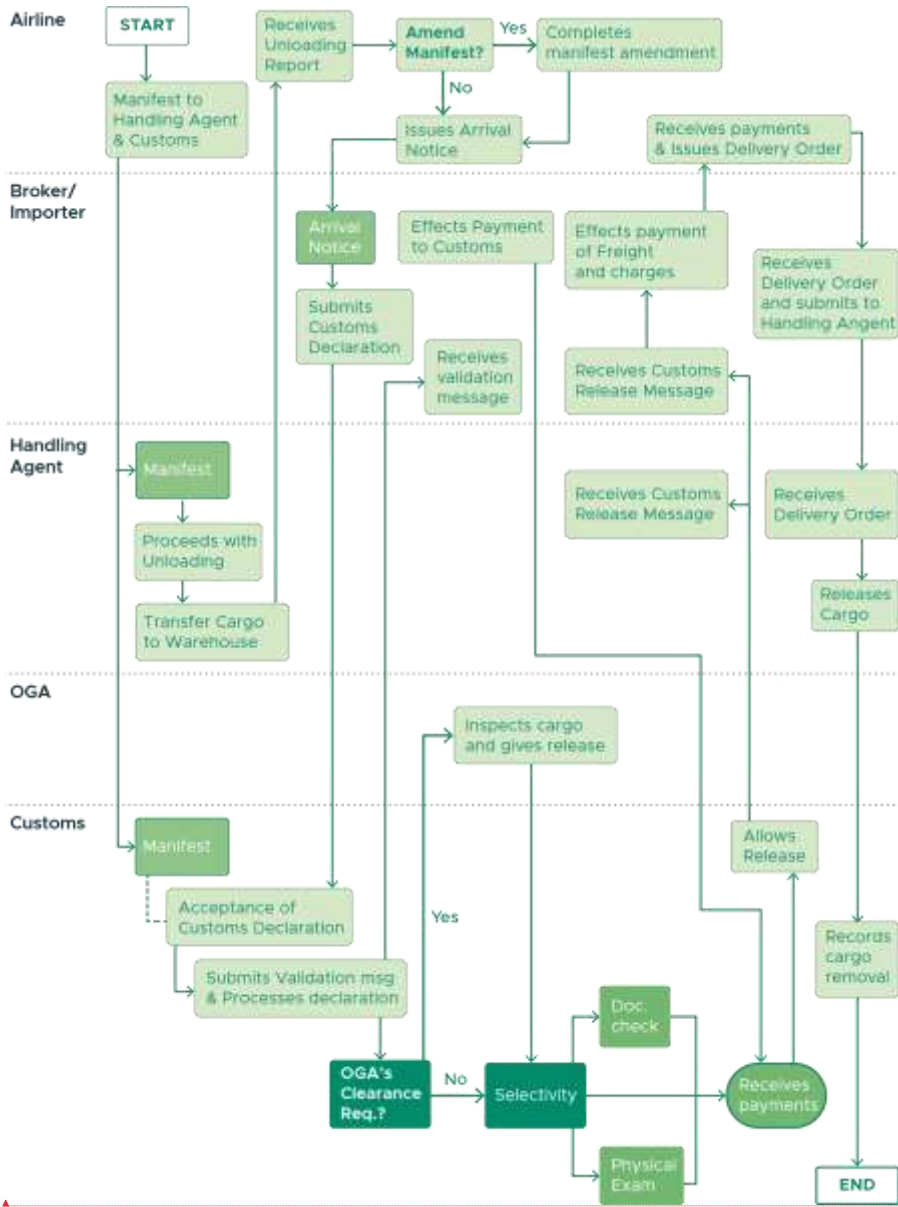 Airline
START
Manifest to
Handling Agent
& Customs
Receives
Unloading
Report
Amend
Manifest?
Yes
Completes
manifest amendment
No
Issues Arrival
Notice
Receives payments
& Issues Delivery Order
Broker/
Importer
Arrival
Notice
Effects Payment
to Customs
Effects payment
of Freight
and charges
Receives
Delivery Order
and submits to
Handling Angent
Submits
Customs
Declaration
Receives
validation
message
Receives Customs
Release Message
Handling
Agent
Manifest
Proceeds with
Unloading
Transfer Cargo
to Warehouse
Receives Customs
Release Message
Receives
Delivery Order
Releases
Cargo
OGA
Inspects cargo
and gives release
Customs
Manifest
Acceptance of
Customs Declaration
Submits Validation msg
& Processes declaration
Yes
Allows
Release
Records
cargo
removal
OGA's
Clearance
Req.?
No
Selectivity
Doc.
check
Physical
Exam
Receives
payments
END